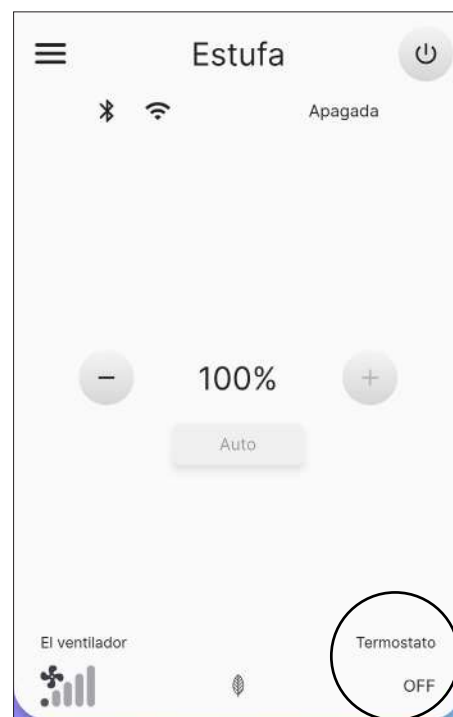 Estufa
Apagada
− 100% +
Auto
El ventilador
Termostato
OFF